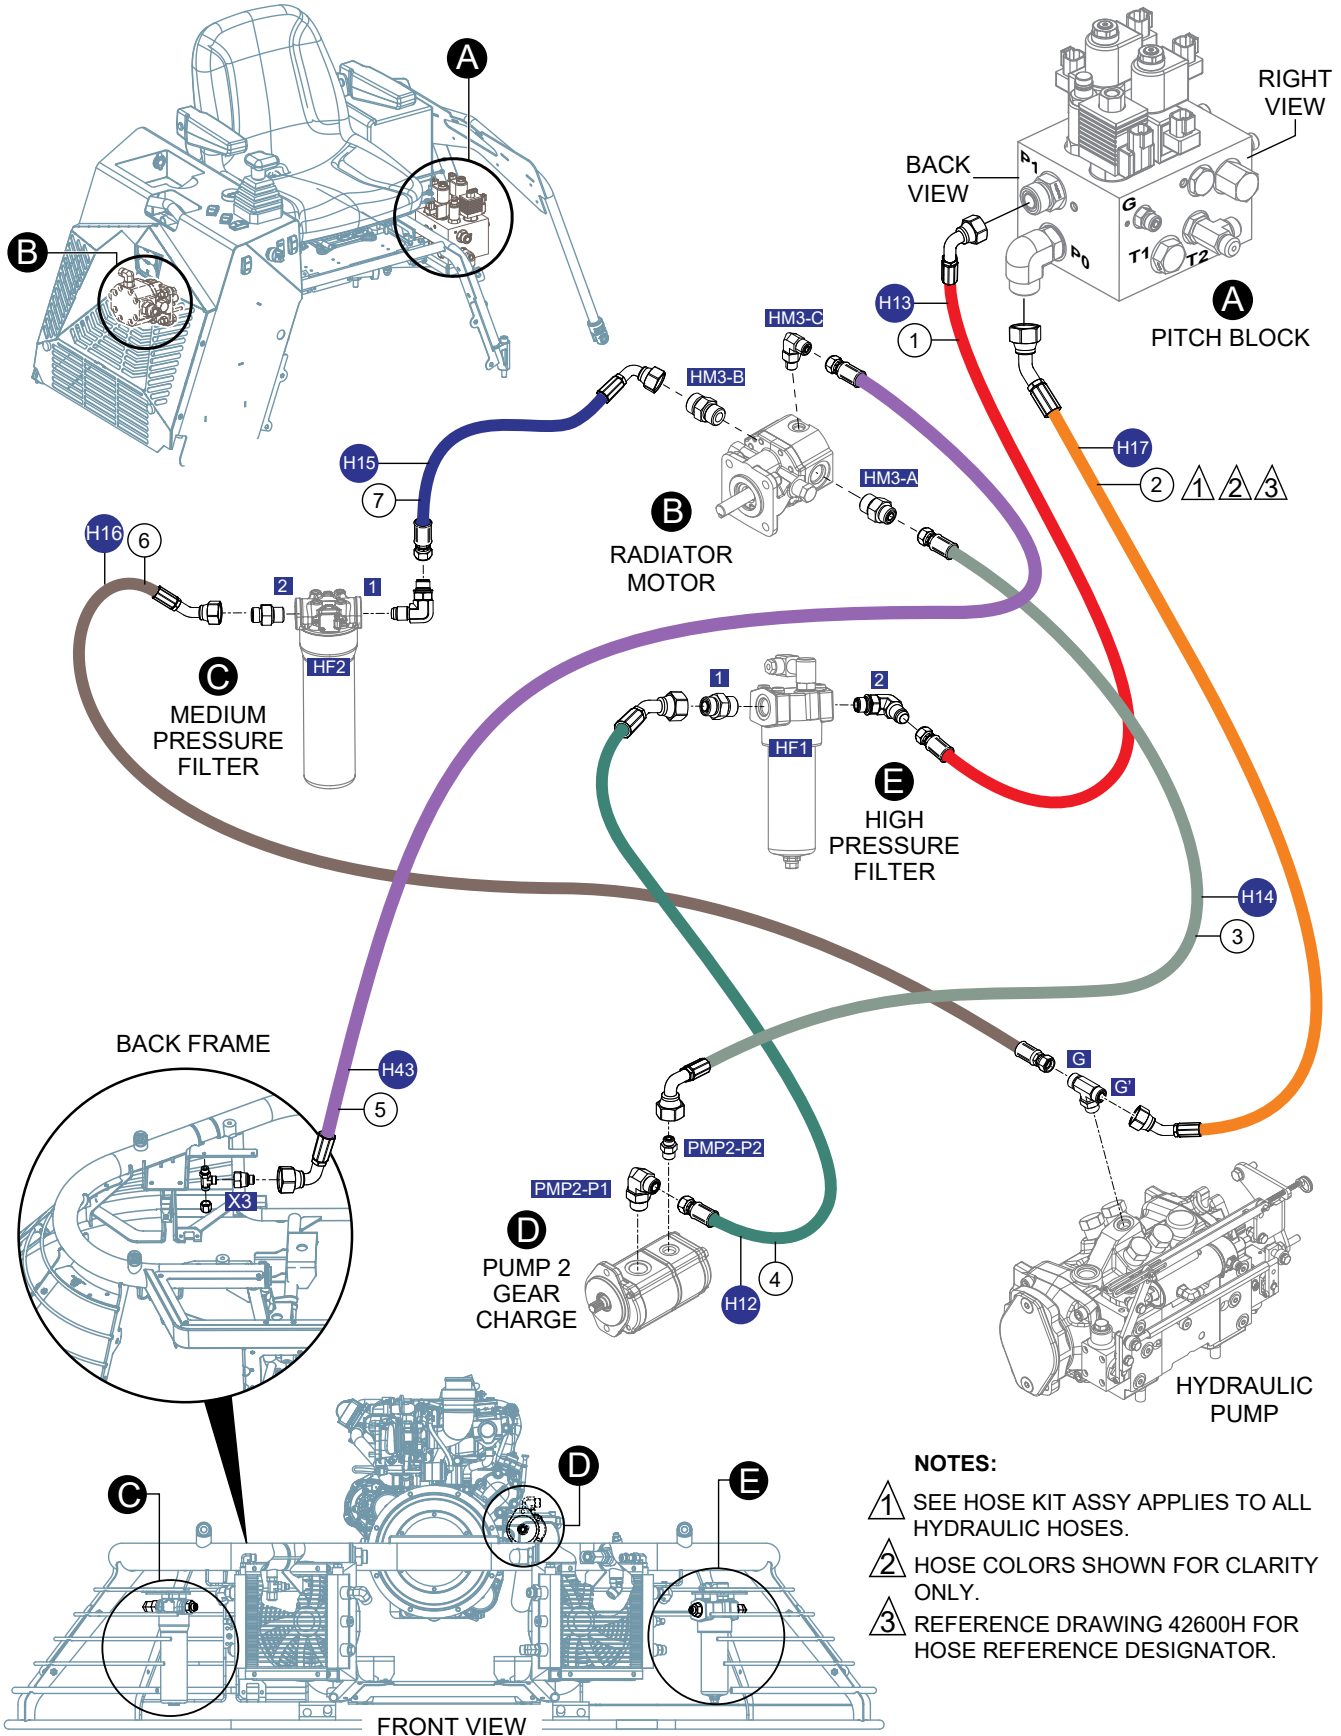 A
B
RIGHT
VIEW
BACK
VIEW
P1
G
T1
T2
P0
A
PITCH BLOCK
H13
1
HM3-C
HM3-B
H17
2
1
2
3
H15
7
HM3-A
B
RADIATOR
MOTOR
H16
6
2
1
HF2
C
MEDIUM
PRESSURE
FILTER
1
2
HF1
E
HIGH
PRESSURE
FILTER
H14
3
BACK FRAME
H43
5
X3
G
G'
PMP2-P2
PMP2-P1
D
PUMP 2
GEAR
CHARGE
4
H12
HYDRAULIC
PUMP
C
D
E
FRONT VIEW
NOTES:
1 SEE HOSE KIT ASSY APPLIES TO ALL
HYDRAULIC HOSES.
2 HOSE COLORS SHOWN FOR CLARITY
ONLY.
3 REFERENCE DRAWING 42600H FOR
HOSE REFERENCE DESIGNATOR.